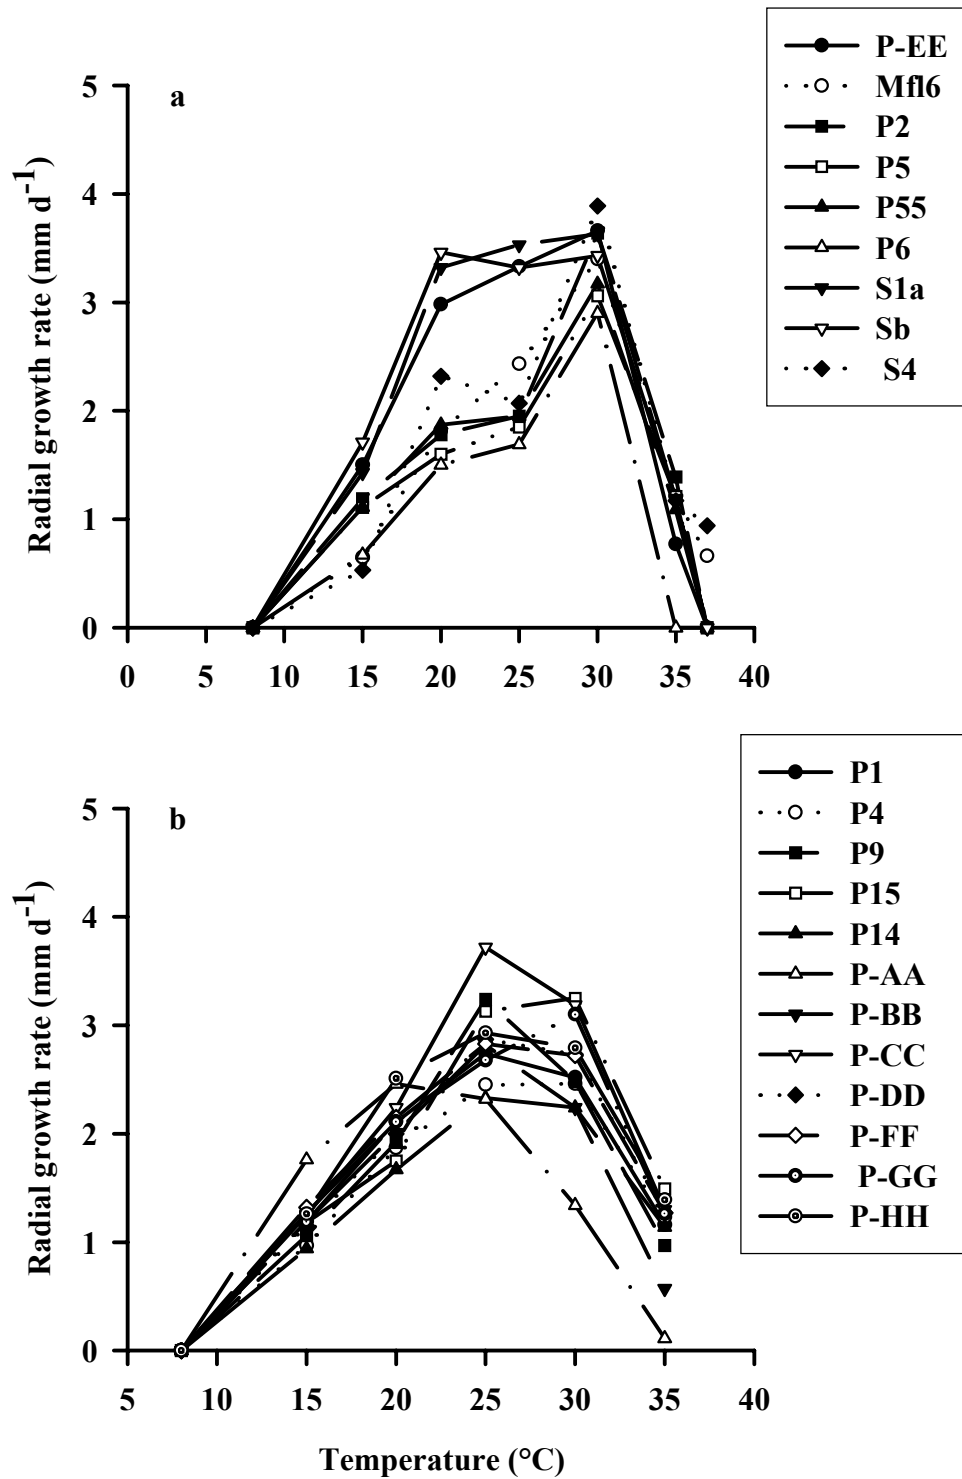 P-EE
Mfl6
P2
P5
P55
P6
S1a
Sb
S4
a
5
4
3
2
1
0
Radial growth rate (mm d-1)
0 5 10 15 20 25 30 35 40
P1
P4
P9
P15
P14
P-AA
P-BB
P-CC
P-DD
P-FF
P-GG
P-HH
b
5
4
3
2
1
0
Radial growth rate (mm d-1)
5 10 15 20 25 30 35 40
Temperature (°C)